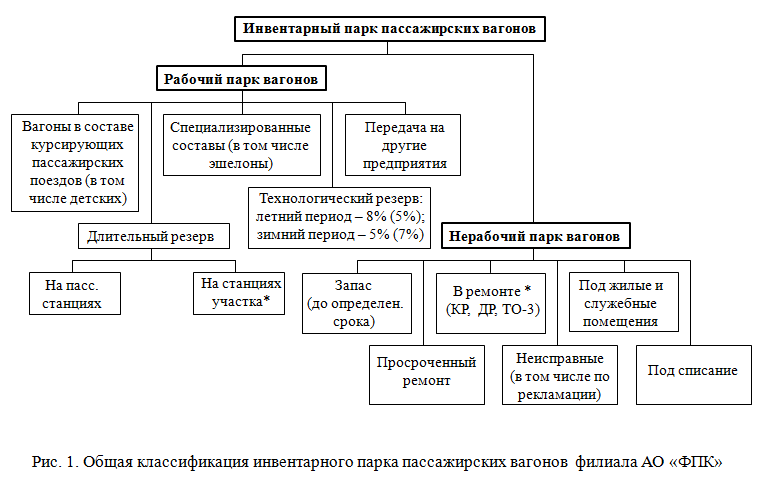 Инвентарный парк пассажирских вагонов
Рабочий парк вагонов
Вагоны в составе
курсирующих
пассажирских
поездов (в том
числе детских)
Специализированные
составы (в том числе
эшелоны)
Передача на
другие
предприятия
Технологический резерв:
летний период – 8% (5%);
зимний период – 5% (7%)
Длительный резерв
Нерабочий парк вагонов
На пасс.
станциях
На станциях
участка*
Запас
(до определен.
срока)
В ремонте *
(КР, ДР, ТО-3)
Под жилые и
служебные
помещения
Просроченный
ремонт
Неисправные
(в том числе по
рекламации)
Под списание
Рис. 1. Общая классификация инвентарного парка пассажирских вагонов филиала АО «ФПК»